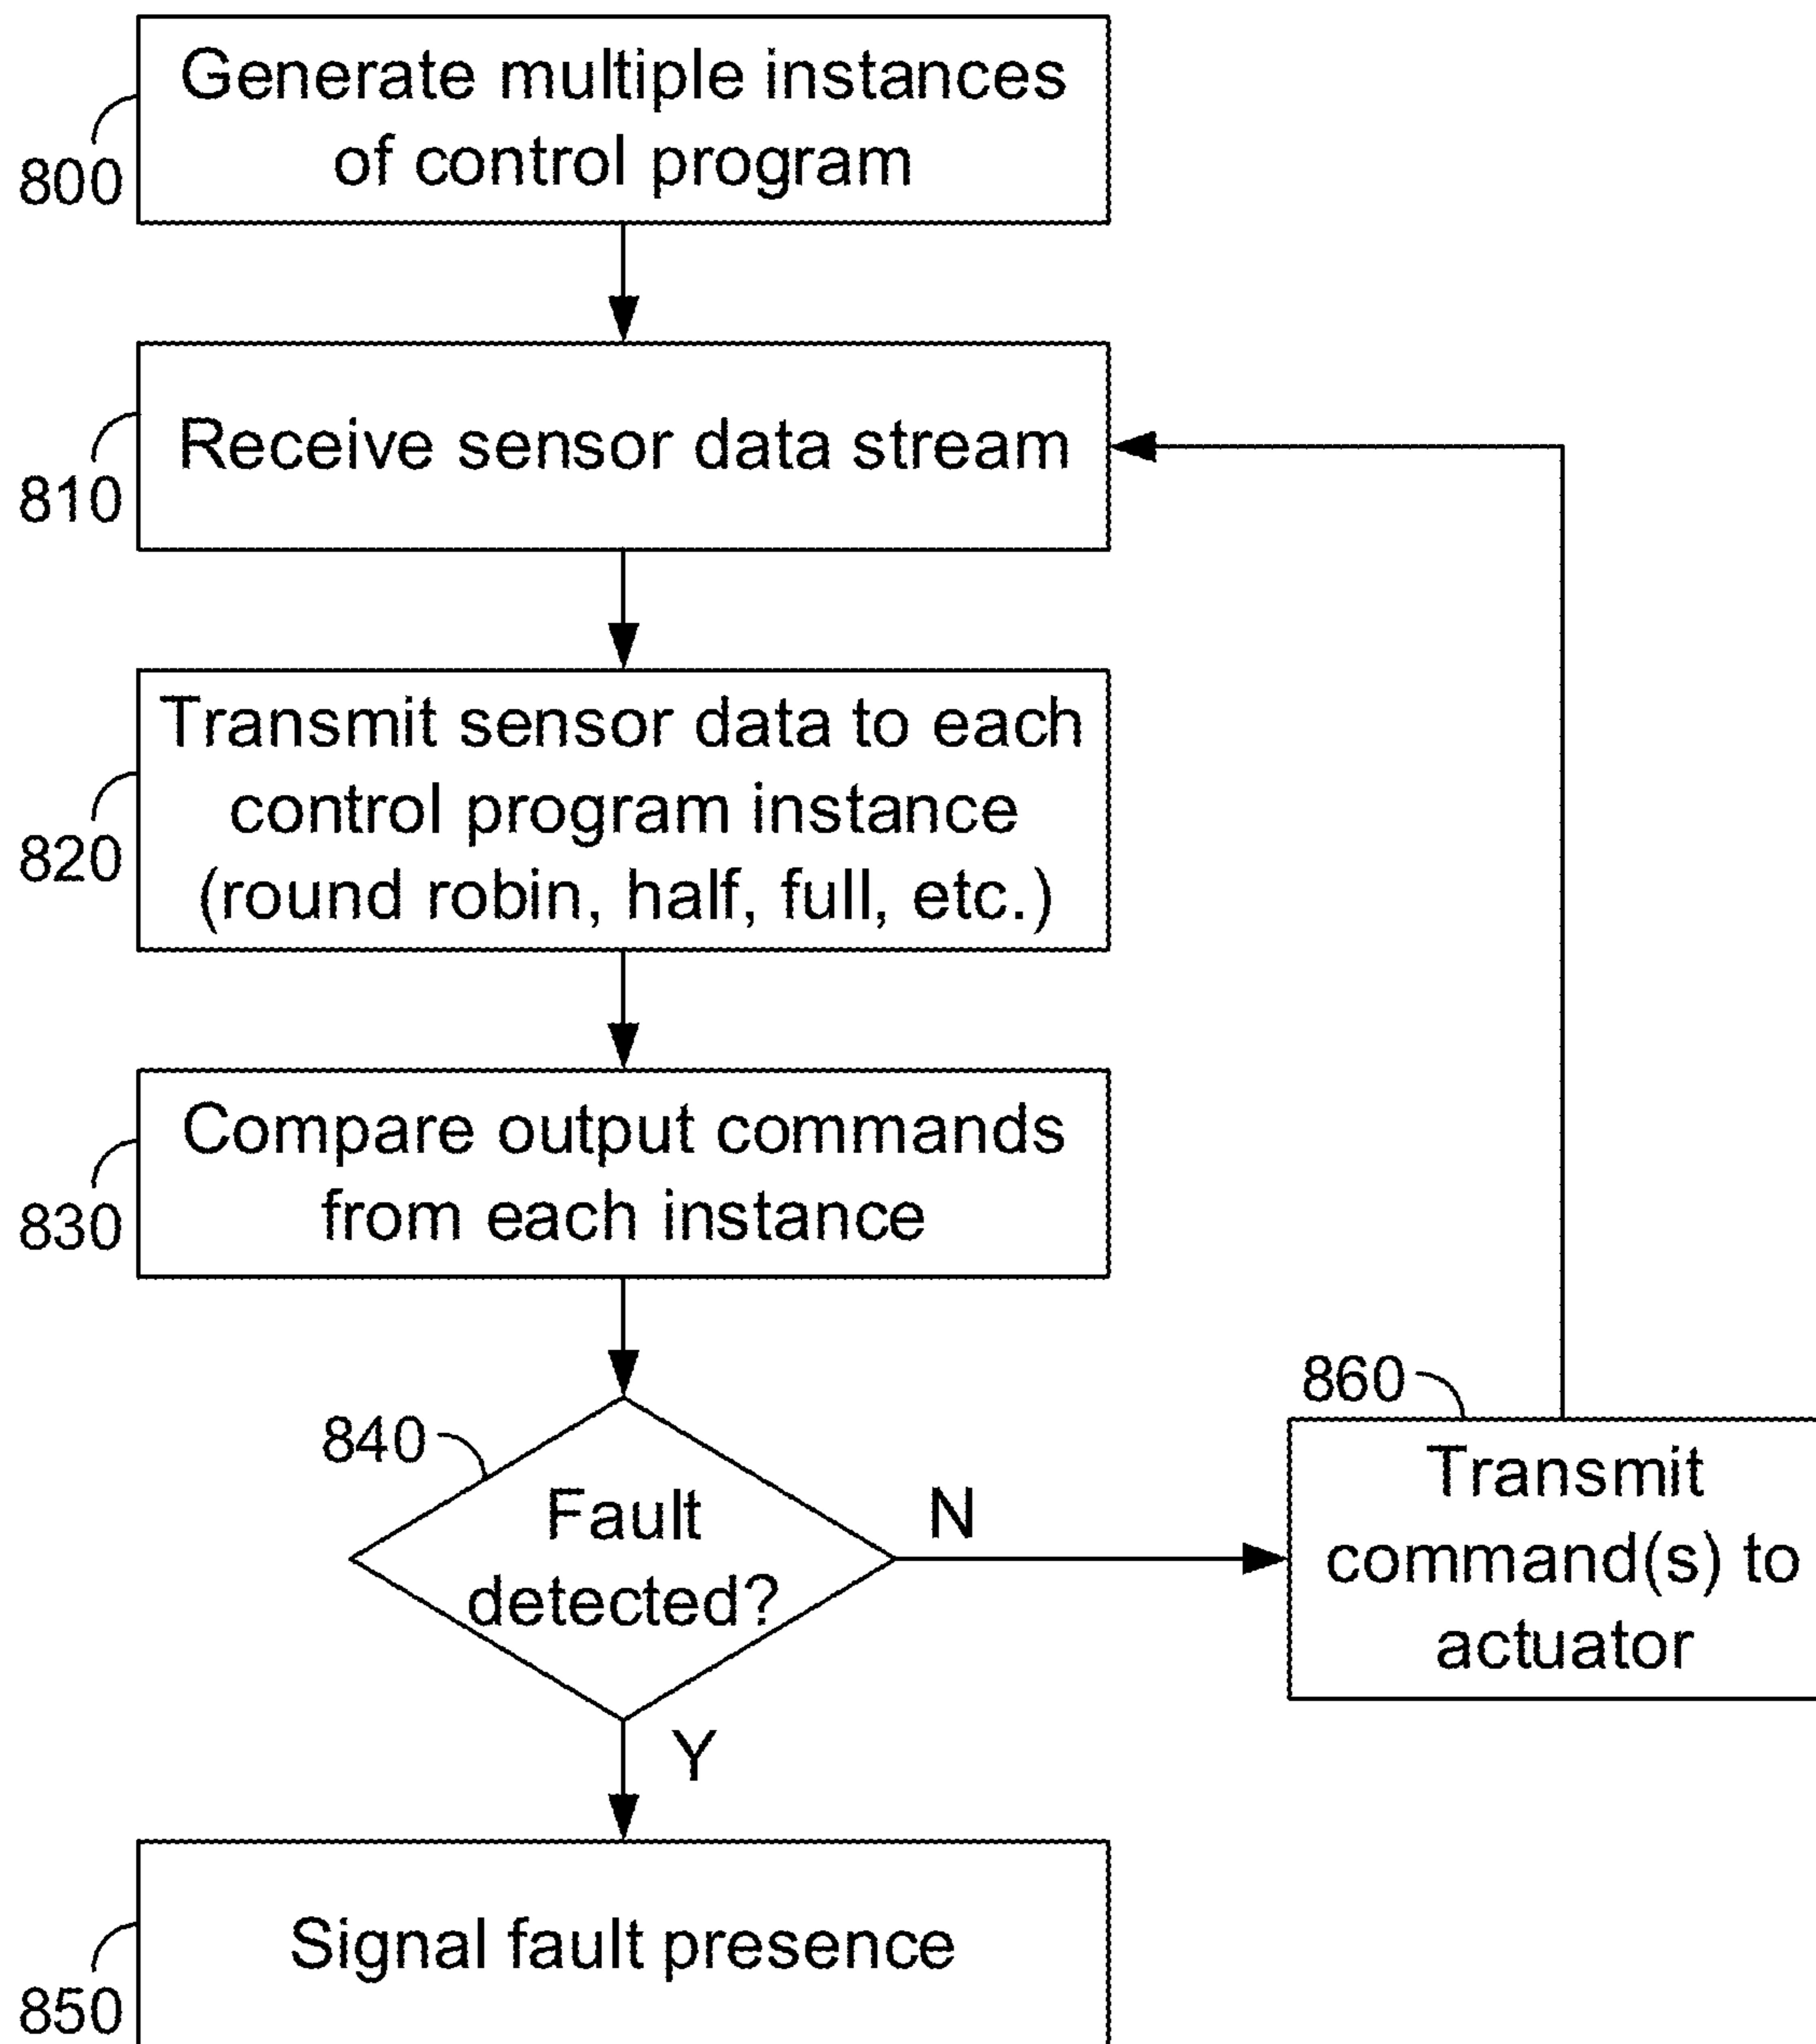 Generate multiple instances
of control program
800
Receive sensor data stream
810
Transmit sensor data to each
control program instance
(round robin, half, full, etc.)
820
Compare output commands
from each instance
830
840
Fault
detected?
N
860
Transmit
command(s) to
actuator
Y
Signal fault presence
850